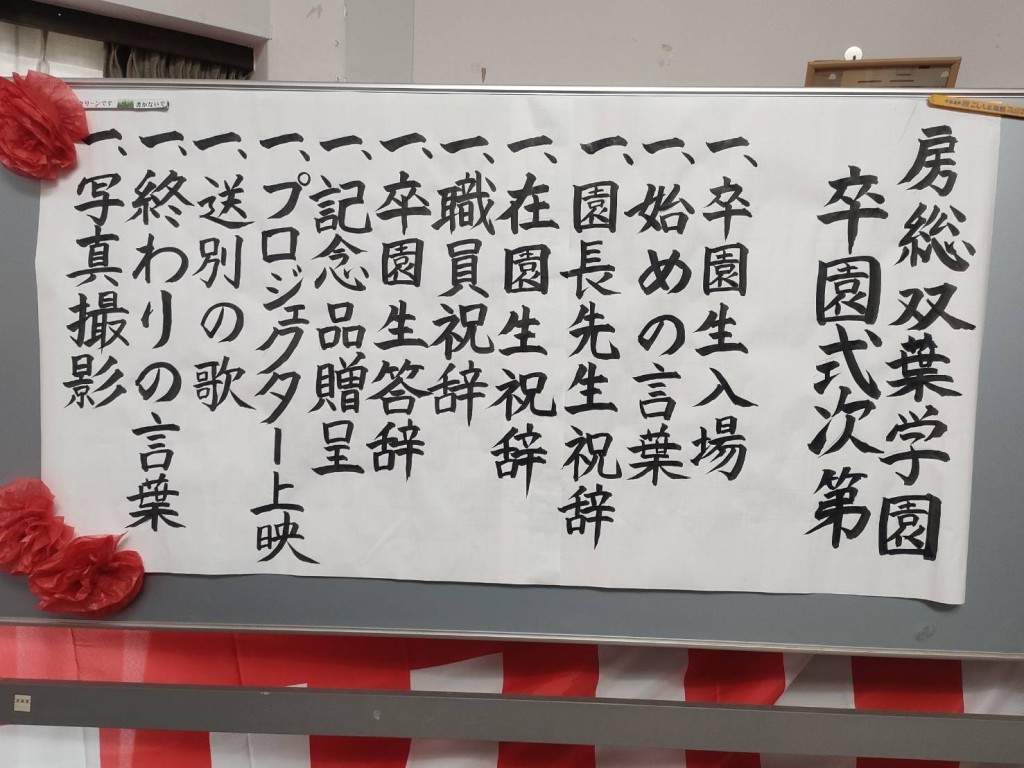 房総双葉学園
卒園式次第
一、卒園生入場
一、始めの言葉
一、園長先生祝辞
一、在園生祝辞
一、職員祝辞
一、卒園生答辞
一、記念品贈呈
一、プロジェクター上映
一、送別の歌
一、終わりの言葉
一、写真撮影